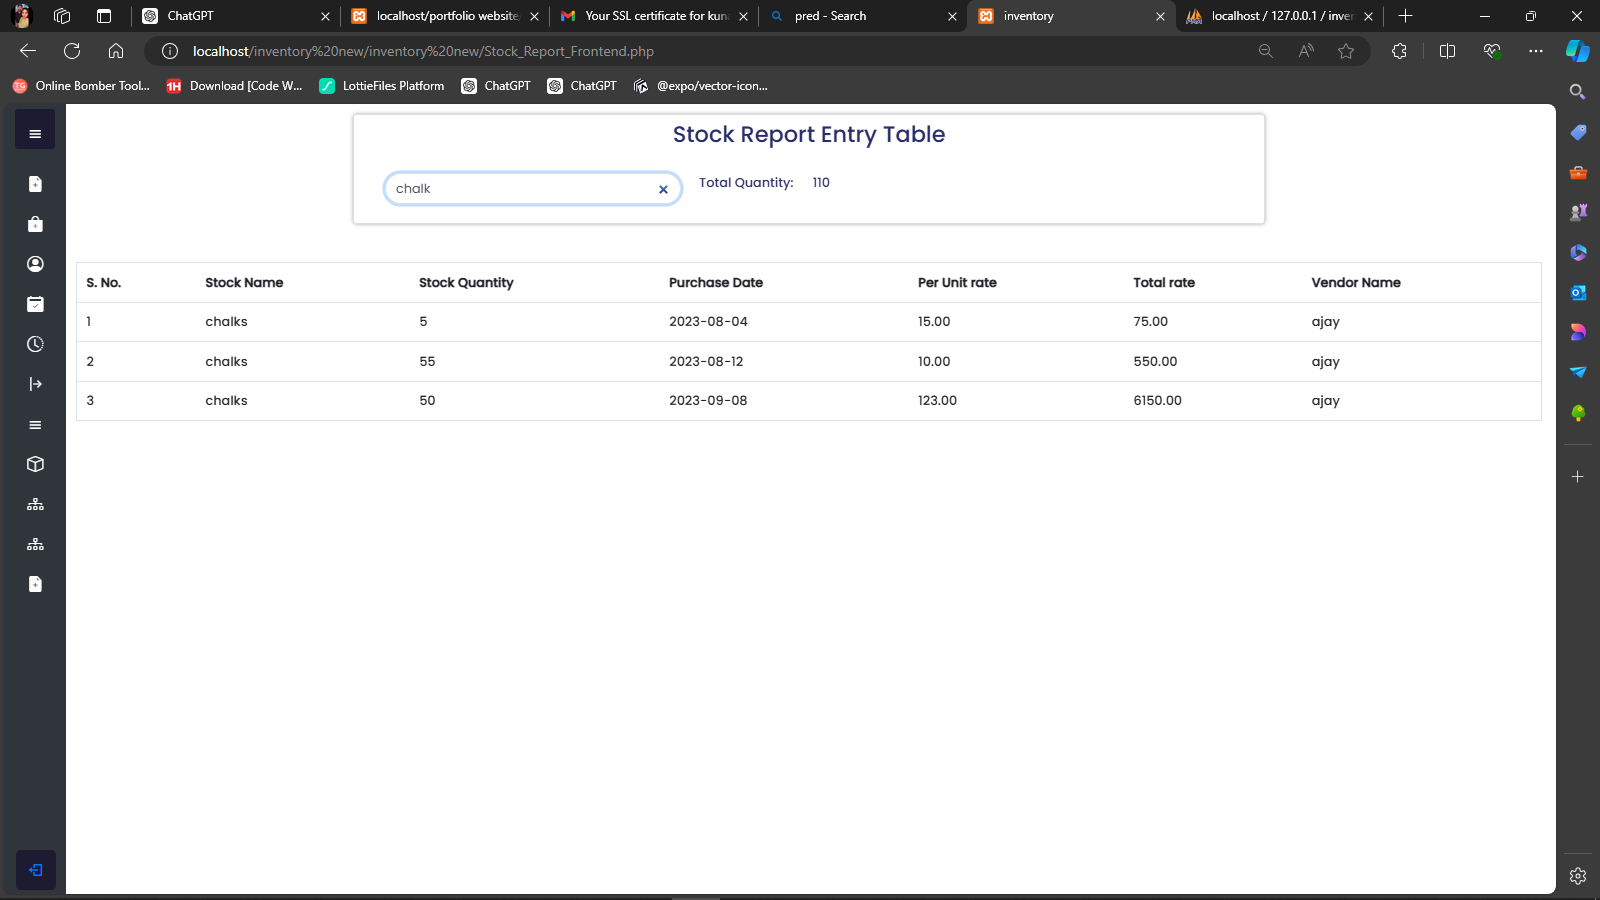 ChatGPT
localhost/portfolio website
Your SSL certificate for kun
pred - Search
inventory
localhost / 127.0.0.1 / inver
localhost/inventory%20new/inventory%20new/Stock_Report_Frontend.php
TG Online Bomber Tool...
1H Download [Code W...
LottieFiles Platform
ChatGPT
ChatGPT
@expo/vector-icon...
Stock Report Entry Table
chalk
Total Quantity: 110
S. No. Stock Name Stock Quantity Purchase Date Per Unit rate Total rate Vendor Name
1 chalks 5 2023-08-04 15.00 75.00 ajay
2 chalks 55 2023-08-12 10.00 550.00 ajay
3 chalks 50 2023-09-08 123.00 6150.00 ajay